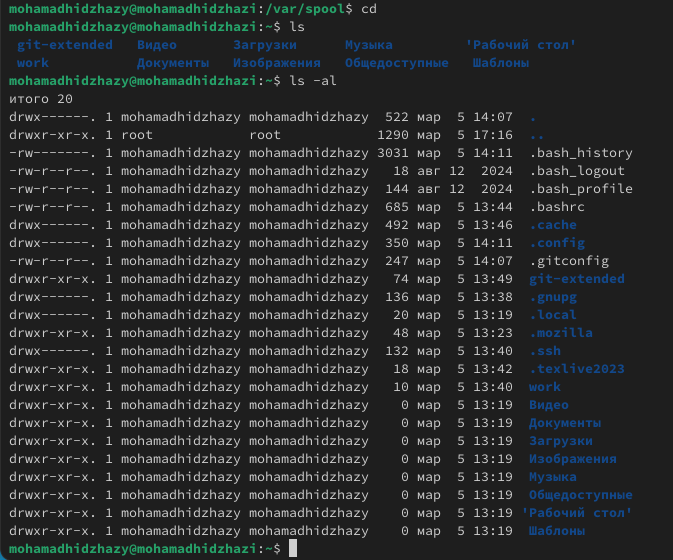 mohamadhidzhazy@mohamadhidzhazi:/var/spool$ cd
mohamadhidzhazy@mohamadhidzhazi:~$ ls
git-extended Видео Загрузки Музыка 'Рабочий стол'
work Документы Изображения Общедоступные Шаблоны
mohamadhidzhazy@mohamadhidzhazi:~$ ls -al
итого 20
drwx------. 1 mohamadhidzhazy mohamadhidzhazy 522 мар 5 14:07 .
drwxr-xr-x. 1 root root 1290 мар 5 17:16 ..
-rw-------. 1 mohamadhidzhazy mohamadhidzhazy 3031 мар 5 14:11 .bash_history
-rw-r--r--. 1 mohamadhidzhazy mohamadhidzhazy 18 авг 12 2024 .bash_logout
-rw-r--r--. 1 mohamadhidzhazy mohamadhidzhazy 144 авг 12 2024 .bash_profile
-rw-r--r--. 1 mohamadhidzhazy mohamadhidzhazy 685 мар 5 13:44 .bashrc
drwx------. 1 mohamadhidzhazy mohamadhidzhazy 492 мар 5 13:46 .cache
drwx------. 1 mohamadhidzhazy mohamadhidzhazy 350 мар 5 14:11 .config
-rw-r--r--. 1 mohamadhidzhazy mohamadhidzhazy 247 мар 5 14:07 .gitconfig
drwxr-xr-x. 1 mohamadhidzhazy mohamadhidzhazy 74 мар 5 13:49 git-extended
drwx------. 1 mohamadhidzhazy mohamadhidzhazy 136 мар 5 13:38 .gnupg
drwx------. 1 mohamadhidzhazy mohamadhidzhazy 20 мар 5 13:19 .local
drwxr-xr-x. 1 mohamadhidzhazy mohamadhidzhazy 48 мар 5 13:23 .mozilla
drwx------. 1 mohamadhidzhazy mohamadhidzhazy 132 мар 5 13:40 .ssh
drwxr-xr-x. 1 mohamadhidzhazy mohamadhidzhazy 18 мар 5 13:42 .texlive2023
drwxr-xr-x. 1 mohamadhidzhazy mohamadhidzhazy 10 мар 5 13:40 work
drwxr-xr-x. 1 mohamadhidzhazy mohamadhidzhazy 0 мар 5 13:19 Видео
drwxr-xr-x. 1 mohamadhidzhazy mohamadhidzhazy 0 мар 5 13:19 Документы
drwxr-xr-x. 1 mohamadhidzhazy mohamadhidzhazy 0 мар 5 13:19 Загрузки
drwxr-xr-x. 1 mohamadhidzhazy mohamadhidzhazy 0 мар 5 13:19 Изображения
drwxr-xr-x. 1 mohamadhidzhazy mohamadhidzhazy 0 мар 5 13:19 Музыка
drwxr-xr-x. 1 mohamadhidzhazy mohamadhidzhazy 0 мар 5 13:19 Общедоступные
drwxr-xr-x. 1 mohamadhidzhazy mohamadhidzhazy 0 мар 5 13:19 'Рабочий стол'
drwxr-xr-x. 1 mohamadhidzhazy mohamadhidzhazy 0 мар 5 13:19 Шаблоны
mohamadhidzhazy@mohamadhidzhazi:~$